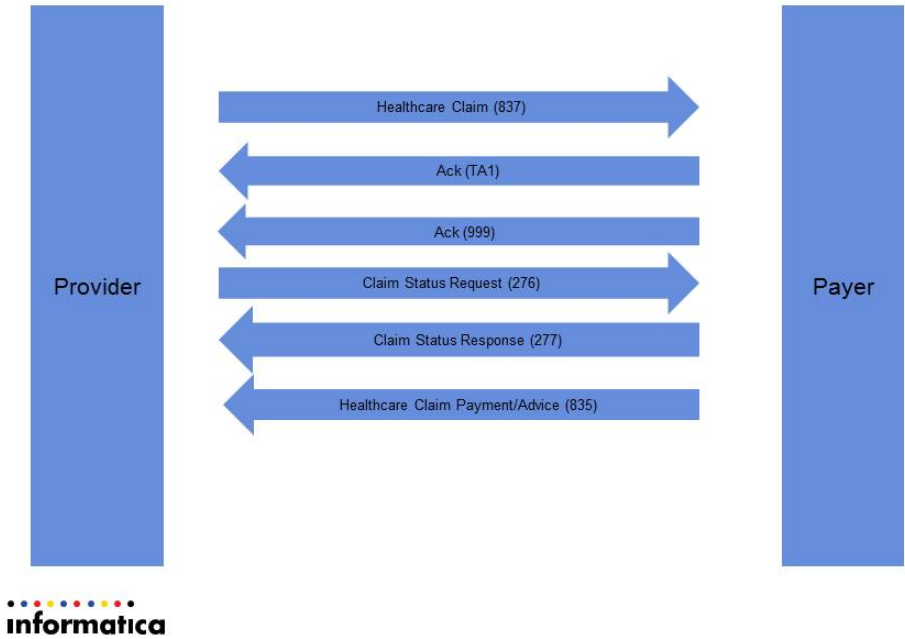 Healthcare Claim (837)
Ack (TA1)
Ack (999)
Provider
Claim Status Request (276)
Payer
Claim Status Response (277)
Healthcare Claim Payment/Advice (835)
informatica